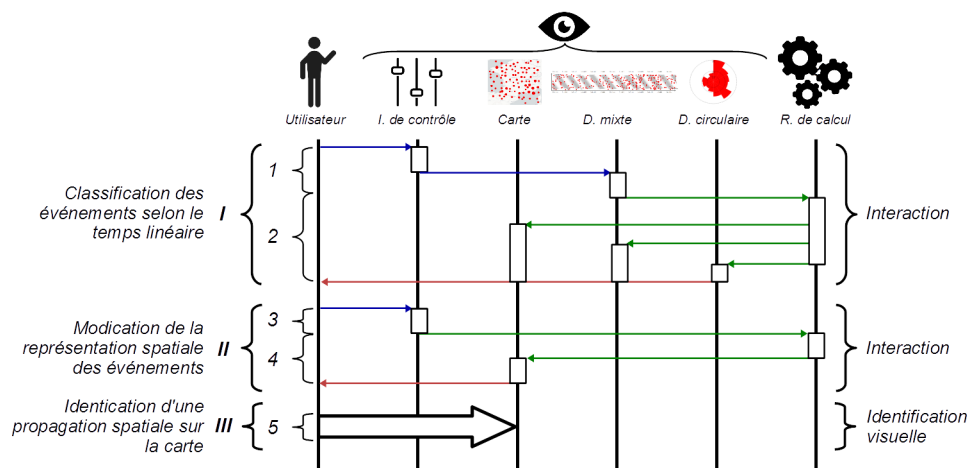 Utilisateur
I. de contrôle
Carte
D. mixte
D. circulaire
R. de calcul
Classification des
événements selon le
temps linéaire
I
1
2
Interaction
Modication de la
représentation spatiale
des événements
II
3
4
Interaction
Identication d'une
propagation spatiale sur
la carte
III
5
Identification
visuelle